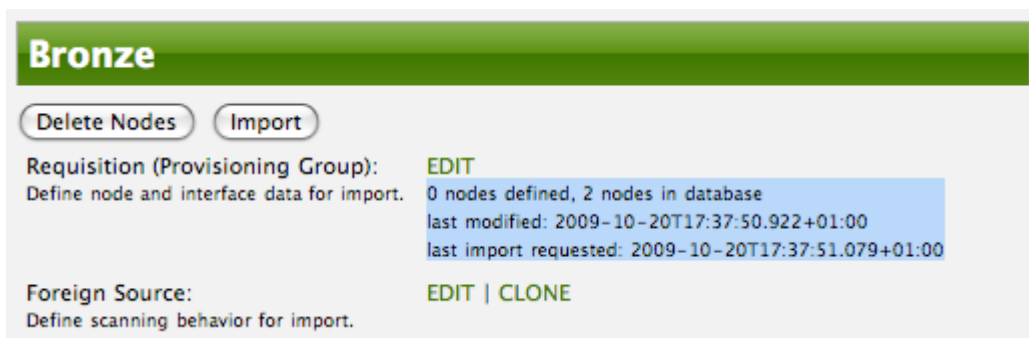 Bronze
Delete Nodes Import
Requisition (Provisioning Group): EDIT
Define node and interface data for import. 0 nodes defined, 2 nodes in database
last modified: 2009-10-20T17:37:50.922+01:00
last import requested: 2009-10-20T17:37:51.079+01:00
Foreign Source: EDIT | CLONE
Define scanning behavior for import.